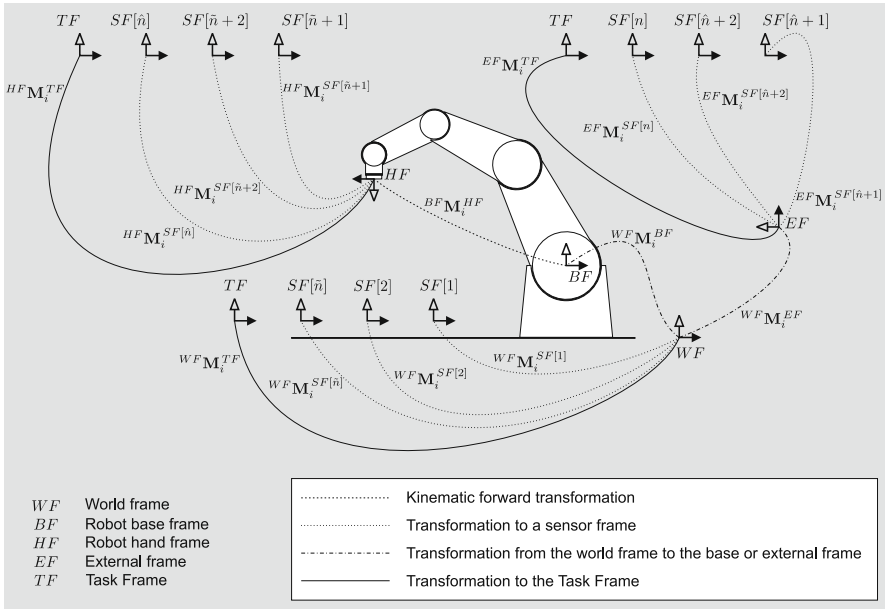 TF SF[n̂] SF[ñ+2] SF[ñ+1] TF SF[n] SF[n̂+2] SF[n̂+1]
HF M_i TF
HF M_i SF[ñ+1]
EF M_i TF
EF M_i SF[n̂+2]
EF M_i SF[n]
HF
HF M_i SF[ñ+2]
BF M_i HF
EF M_i SF[n̂+1]
EF
HF M_i SF[n̂]
WF M_i BF
BF
TF SF[ñ] SF[2] SF[1]
WF M_i EF
WF
WF M_i TF
WF M_i SF[ñ]
WF M_i SF[2]
WF M_i SF[1]
WF World frame
BF Robot base frame
HF Robot hand frame
EF External frame
TF Task Frame
Kinematic forward transformation
Transformation to a sensor frame
Transformation from the world frame to the base or external frame
Transformation to the Task Frame